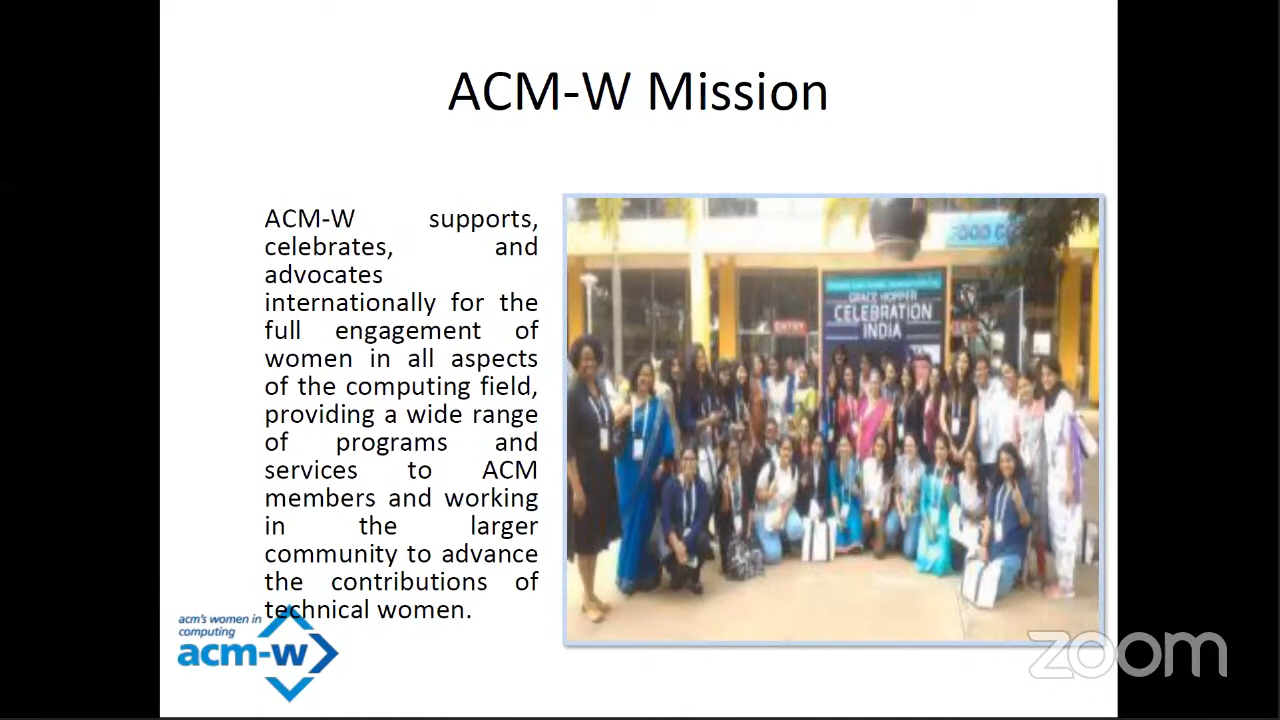 ACM-W Mission
ACM-W supports,
celebrates, and
advocates
internationally for the
full engagement of
women in all aspects
of the computing field,
providing a wide range
of programs and
services to ACM
members and working
in the larger
community to advance
the contributions of
technical women.
acm's women in
computing
acm-w
GRACE HOPPER
CELEBRATION
INDIA
ENTRY
zoom